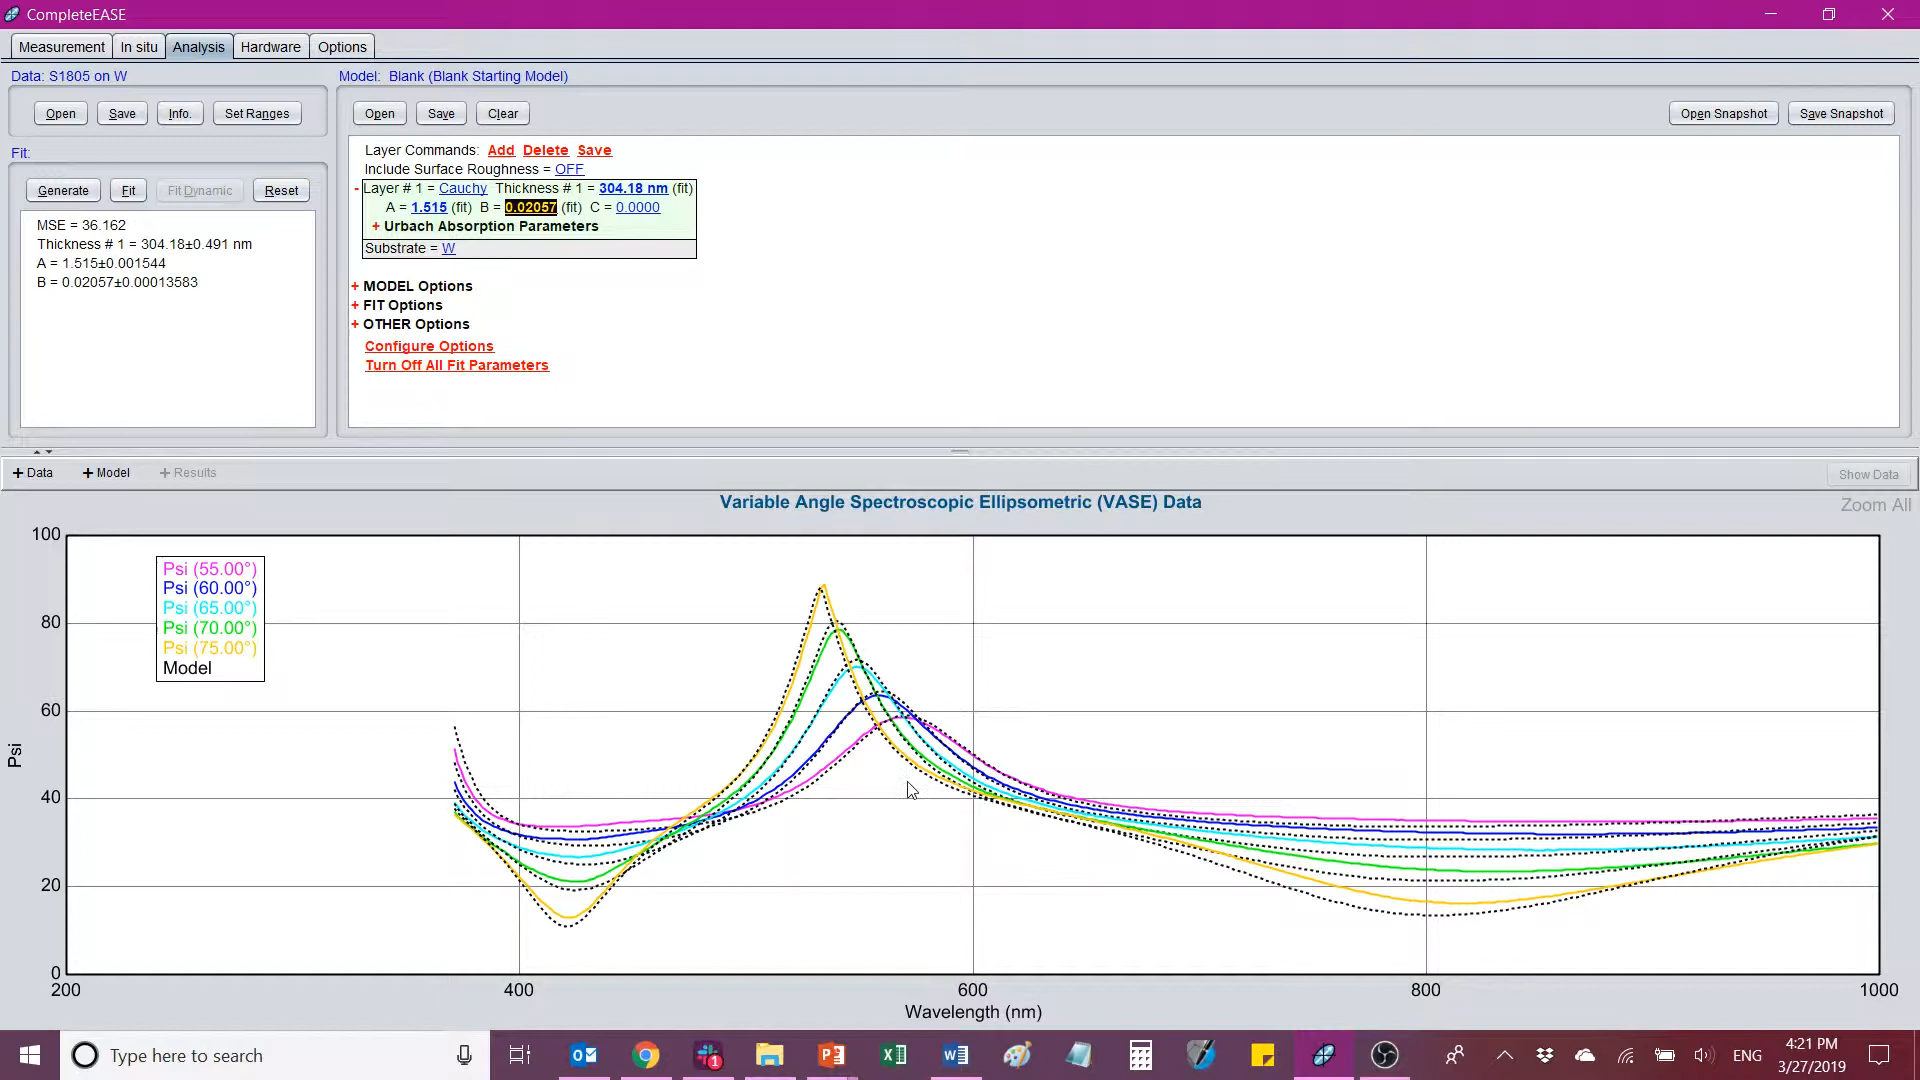 CompleteEASE
Measurement In situ Analysis Hardware Options
Data: S1805 on W
Open Save Info. Set Ranges
Fit:
Generate Fit Fit Dynamic Reset
MSE = 36.162
Thickness # 1 = 304.18±0.491 nm
A = 1.515±0.001544
B = 0.02057±0.00013583
Model: Blank (Blank Starting Model)
Open Save Clear Open Snapshot Save Snapshot
Layer Commands: Add Delete Save
Include Surface Roughness = OFF
- Layer # 1 = Cauchy Thickness # 1 = 304.18 nm (fit)
A = 1.515 (fit) B = 0.02057 (fit) C = 0.0000
+ Urbach Absorption Parameters
Substrate = W
+ MODEL Options
+ FIT Options
+ OTHER Options
Configure Options
Turn Off All Fit Parameters
+ Data + Model + Results Show Data
Variable Angle Spectroscopic Ellipsometric (VASE) Data
Zoom All
Psi
100
80
60
40
20
0
Psi (55.00°)
Psi (60.00°)
Psi (65.00°)
Psi (70.00°)
Psi (75.00°)
Model
200 400 600 800 1000
Wavelength (nm)
Type here to search
1
ENG
4:21 PM
3/27/2019